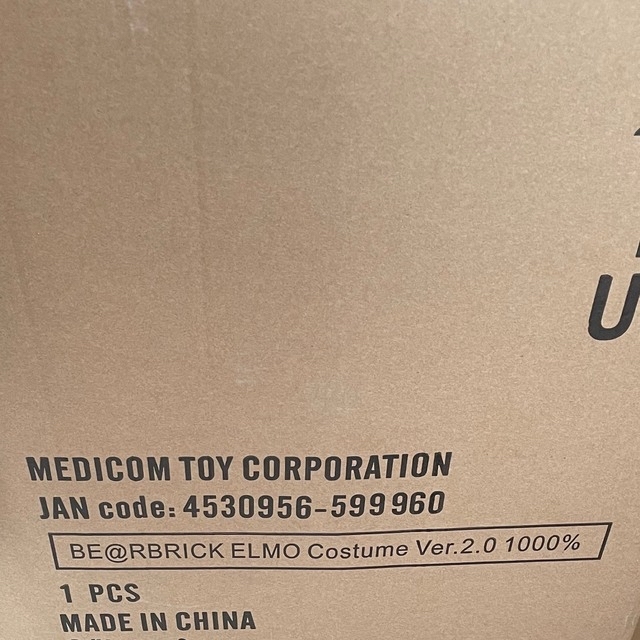 MEDICOM TOY CORPORATION
JAN code: 4530956-599960
BE@RBRICK ELMO Costume Ver.2.0 1000%
1 PCS
MADE IN CHINA